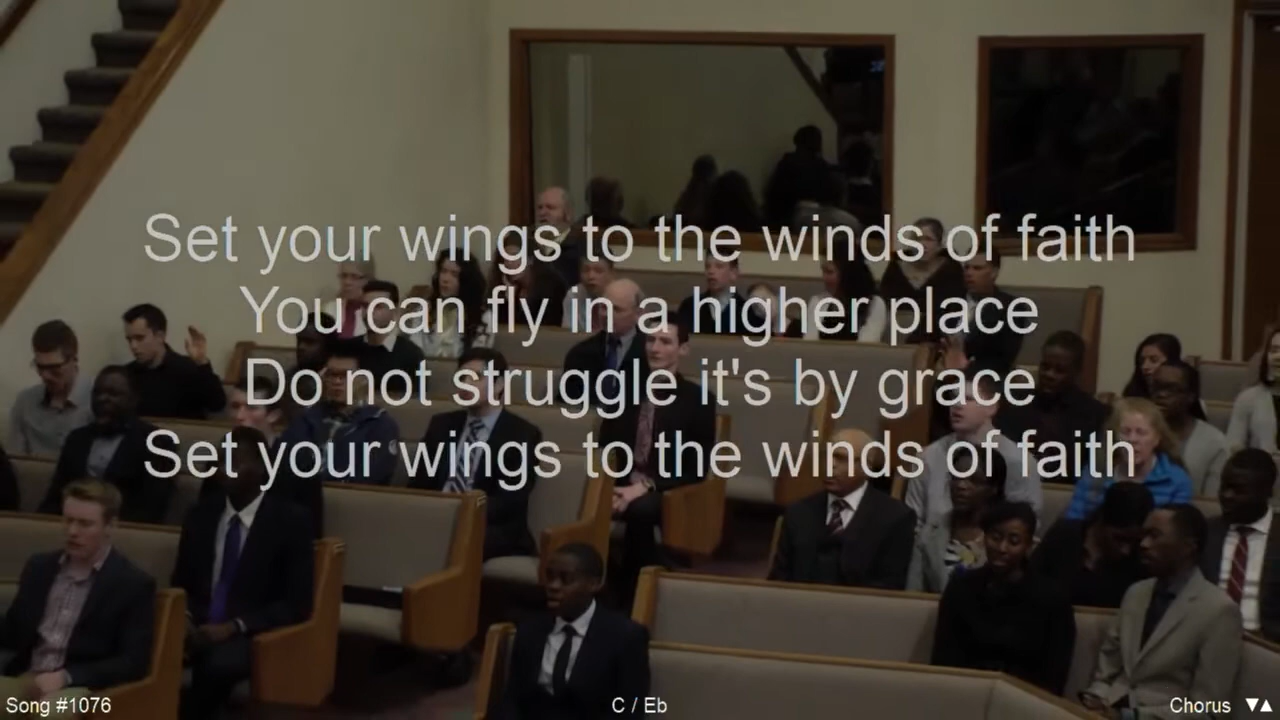 Set your wings to the winds of faith
You can fly in a higher place
Do not struggle it's by grace
Set your wings to the winds of faith
Song #1076
C / Eb
Chorus ▼▲